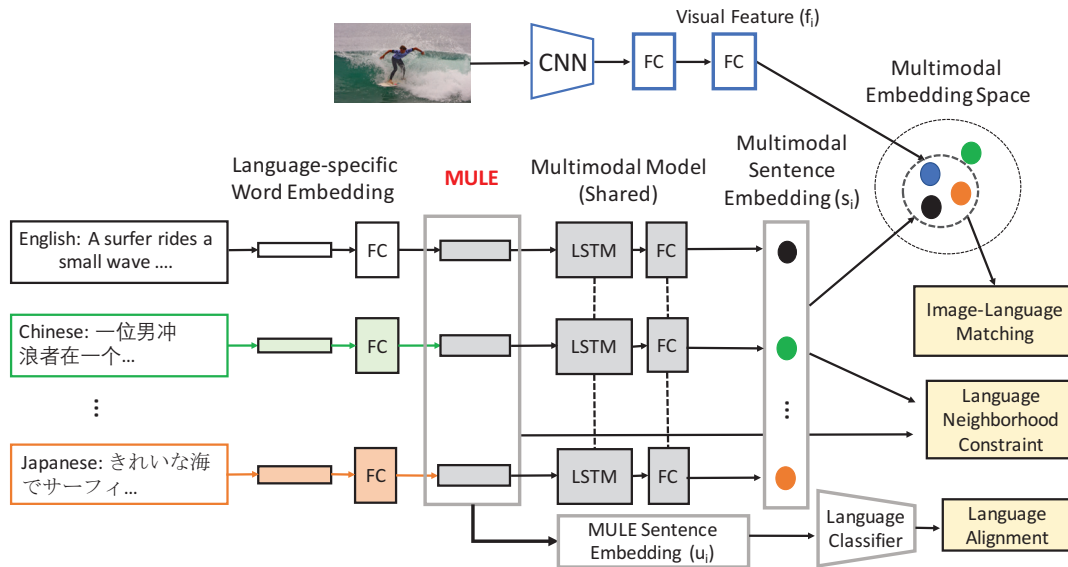 Visual Feature (fi)
CNN
FC
FC
Multimodal
Embedding Space
Language-specific
Word Embedding
MULE
Multimodal Model
(Shared)
Multimodal
Sentence
Embedding (si)
English: A surfer rides a
small wave ....
FC
LSTM
FC
Image-Language
Matching
Chinese: 一位男冲
浪者在一个...
FC
LSTM
FC
...
...
Language
Neighborhood
Constraint
Japanese: きれいな海
でサーフィ...
FC
LSTM
FC
MULE Sentence
Embedding (ui)
Language
Classifier
Language
Alignment